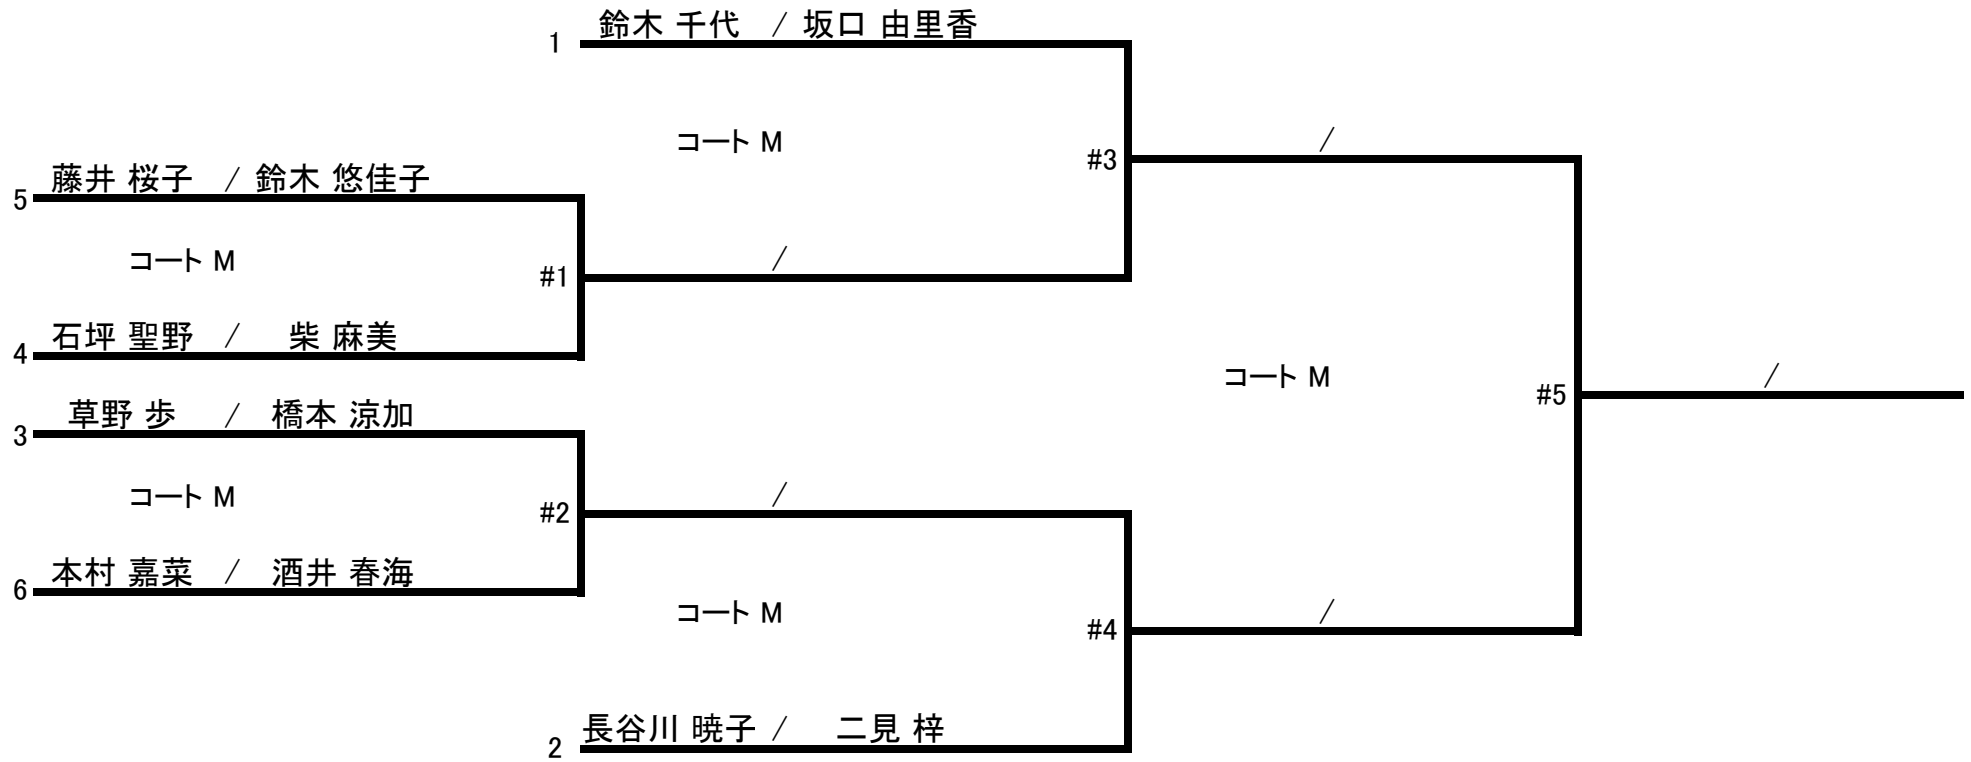 1 鈴木 千代 / 坂口 由里香
コート M
#3 /
5 藤井 桜子 / 鈴木 悠佳子
コート M
#1 /
4 石坪 聖野 / 柴 麻美
コート M
#5 /
3 草野 歩 / 橋本 涼加
コート M
#2 /
6 本村 嘉菜 / 酒井 春海
コート M
#4 /
2 長谷川 暁子 / 二見 梓